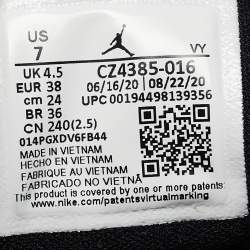 US
7
VY
UK 4.5
CZ4385-016
EUR 38
06/16/20
08/22/20
cm 24
UPC 00194498139356
BR 36
CN 240(2.5)
014PGXDV6FB44
MADE IN VIETNAM
HECHO EN VIETNAM
FABRIQUE AU VIETNAM
FABRICADO NO VIETNÃ
This product is covered by one or more patents. See
www.nike.com/patentsvirtualmarking